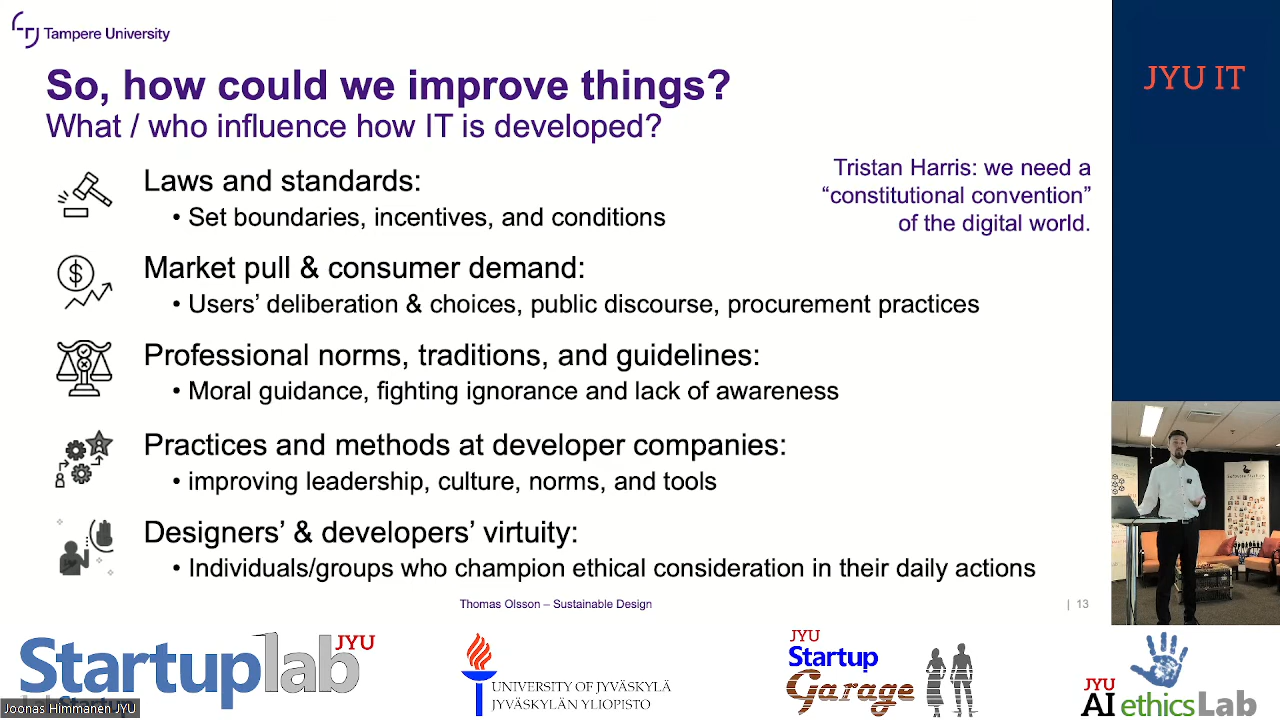 Tampere University
JYU IT
So, how could we improve things?
What / who influence how IT is developed?
Tristan Harris: we need a
“constitutional convention”
of the digital world.
Laws and standards:
• Set boundaries, incentives, and conditions
Market pull & consumer demand:
• Users’ deliberation & choices, public discourse, procurement practices
Professional norms, traditions, and guidelines:
• Moral guidance, fighting ignorance and lack of awareness
Practices and methods at developer companies:
• improving leadership, culture, norms, and tools
Designers’ & developers’ virtuity:
• Individuals/groups who champion ethical consideration in their daily actions
Thomas Olsson – Sustainable Design
| 13
Startuplab JYU
UNIVERSITY OF JYVÄSKYLÄ
JYVÄSKYLÄN YLIOPISTO
JYU
Startup
Garage
JYU
AI ethicsLab
Joonas Himmanen JYU